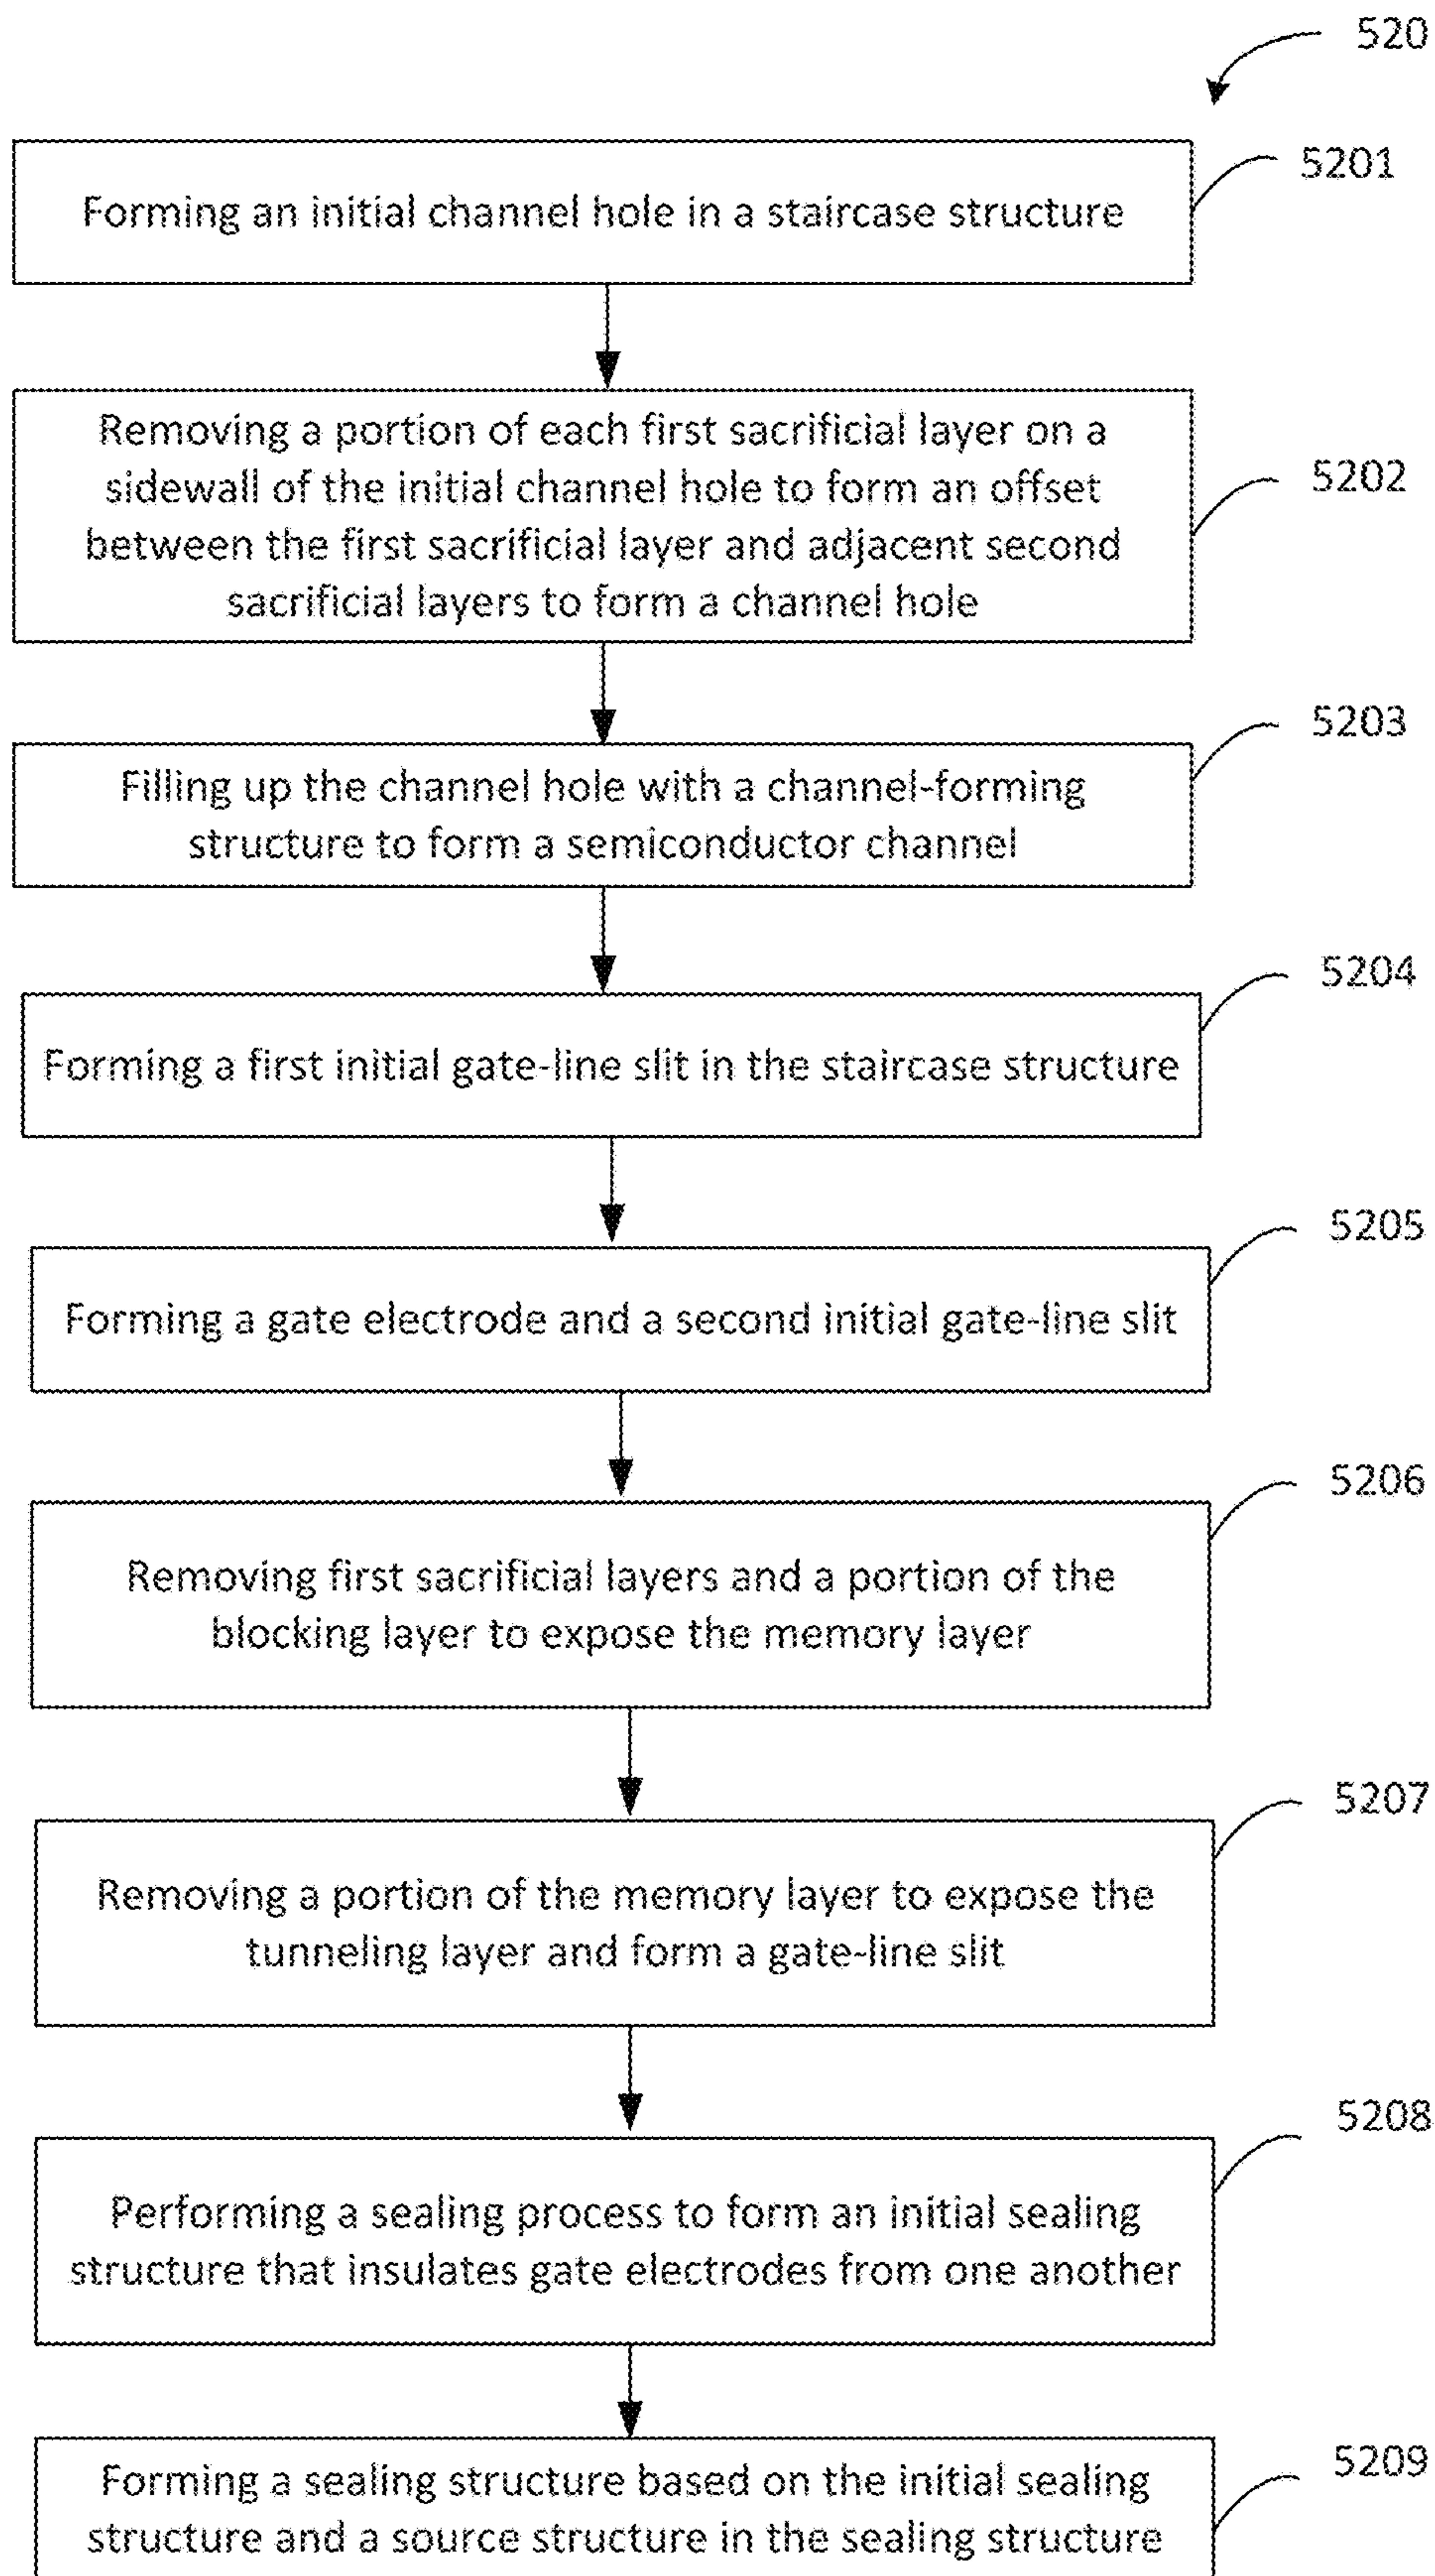 520
5201
Forming an initial channel hole in a staircase structure
Removing a portion of each first sacrificial layer on a
sidewall of the initial channel hole to form an offset
between the first sacrificial layer and adjacent second
sacrificial layers to form a channel hole
5202
5203
Filling up the channel hole with a channel-forming
structure to form a semiconductor channel
5204
Forming a first initial gate-line slit in the staircase structure
5205
Forming a gate electrode and a second initial gate-line slit
5206
Removing first sacrificial layers and a portion of the
blocking layer to expose the memory layer
5207
Removing a portion of the memory layer to expose the
tunneling layer and form a gate-line slit
5208
Performing a sealing process to form an initial sealing
structure that insulates gate electrodes from one another
5209
Forming a sealing structure based on the initial sealing
structure and a source structure in the sealing structure